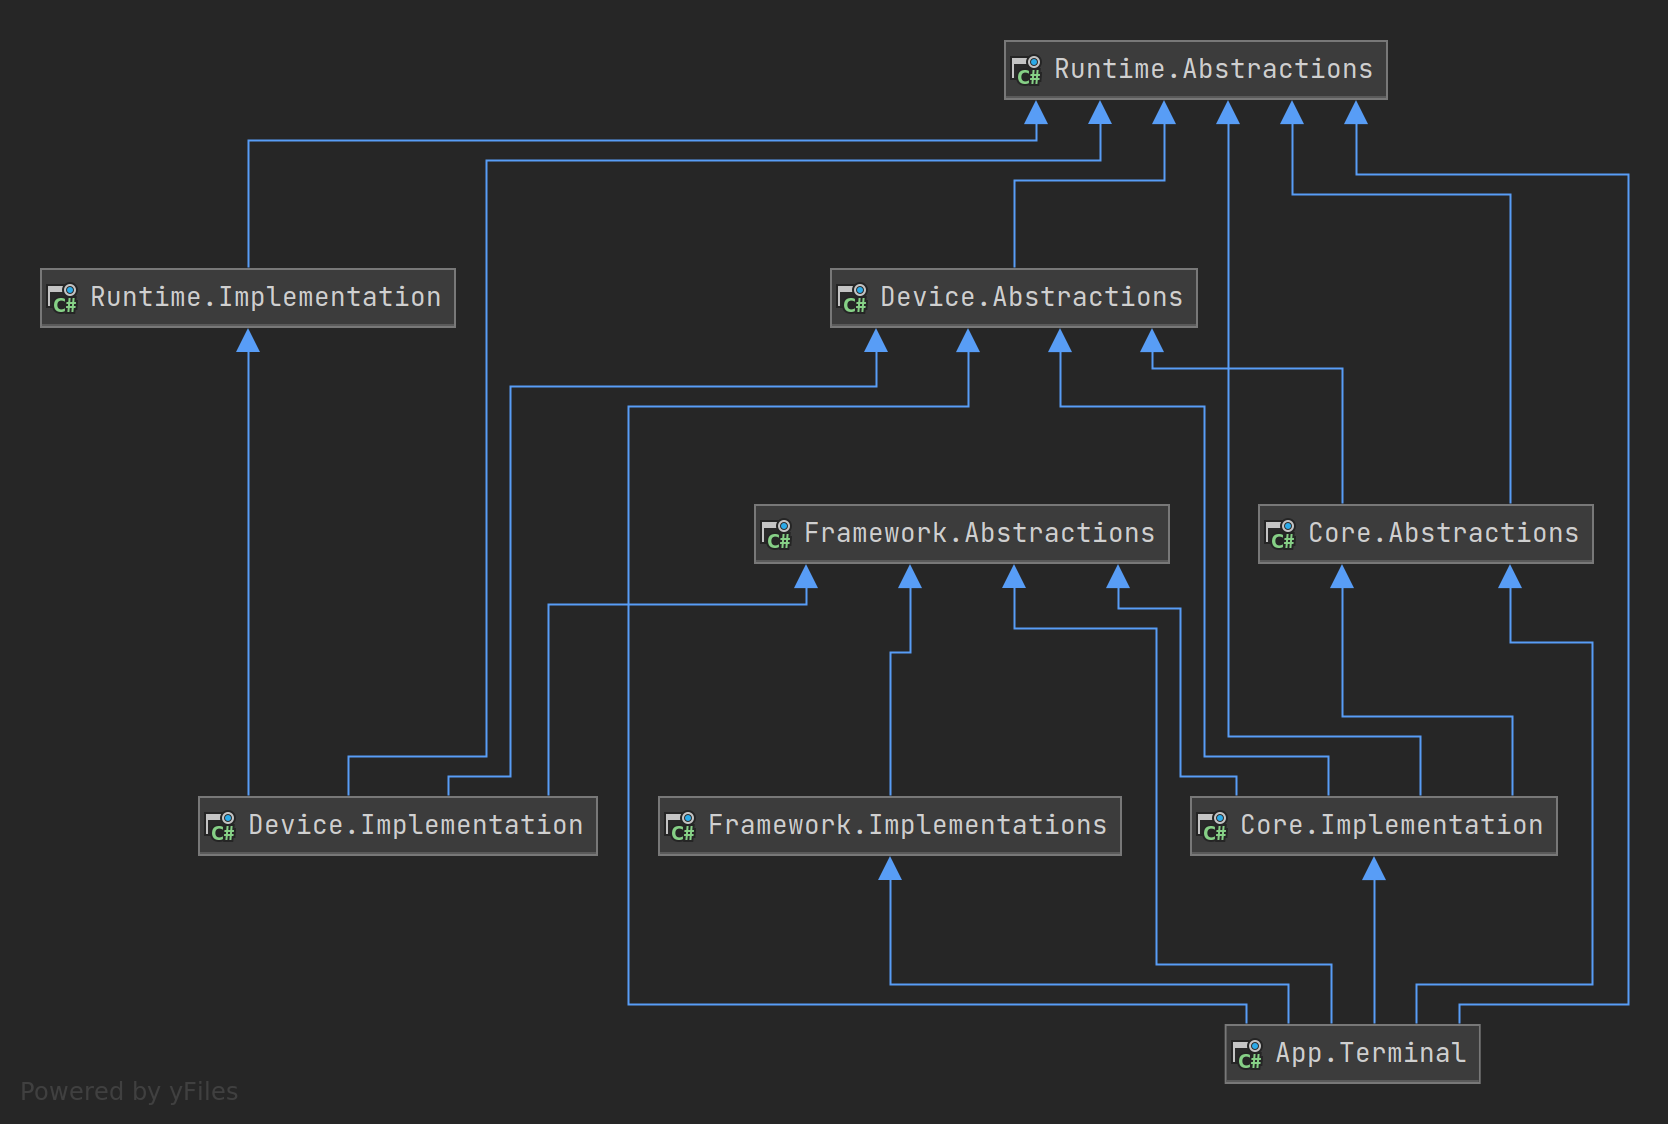 C# Runtime.Abstractions
C# Runtime.Implementation
C# Device.Abstractions
C# Framework.Abstractions
C# Core.Abstractions
C# Device.Implementation
C# Framework.Implementations
C# Core.Implementation
C# App.Terminal
Powered by yFiles